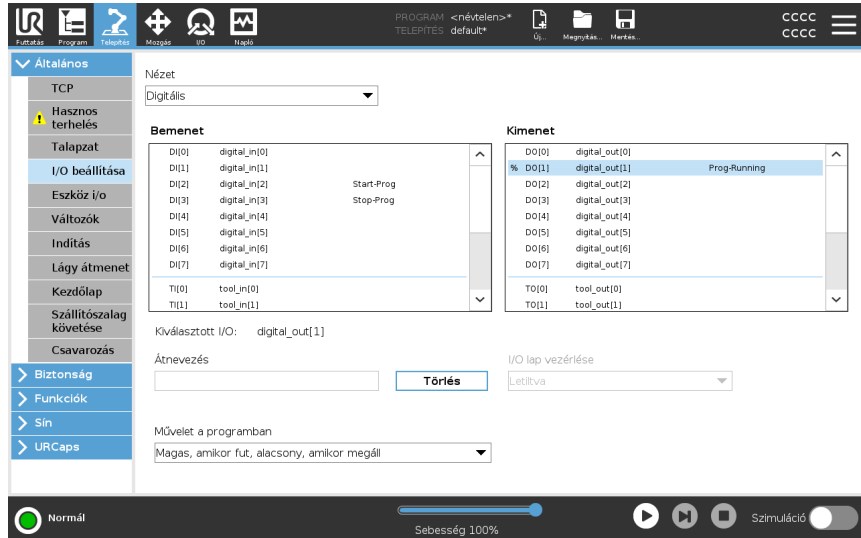 UR
PROGRAM <névtelen>*
TELEPÍTÉS default*
CCCC
CCCC
Futtatás Program Telepítés Mozgás I/O Napló
Új... Megnyitás... Mentés...
Általános
TCP
Hasznos
terhelés
Talapzat
I/O beállítása
Eszköz i/o
Változók
Indítás
Lágy átmenet
Kezdőlap
Szállítószalag
követése
Csavarozás
Biztonság
Funkciók
Sín
URCaps
Nézet
Digitális
Bemenet
DI[0] digital_in[0]
DI[1] digital_in[1]
DI[2] digital_in[2] Start-Prog
DI[3] digital_in[3] Stop-Prog
DI[4] digital_in[4]
DI[5] digital_in[5]
DI[6] digital_in[6]
DI[7] digital_in[7]
TI[0] tool_in[0]
TI[1] tool_in[1]
Kimenet
DO[0] digital_out[0]
% DO[1] digital_out[1] Prog-Running
DO[2] digital_out[2]
DO[3] digital_out[3]
DO[4] digital_out[4]
DO[5] digital_out[5]
DO[6] digital_out[6]
DO[7] digital_out[7]
TO[0] tool_out[0]
TO[1] tool_out[1]
Kiválasztott I/O: digital_out[1]
Átnevezés
Törlés
I/O lap vezérlése
Letiltva
Művelet a programban
Magas, amikor fut, alacsony, amikor megáll
Normál
Sebesség 100%
Szimuláció